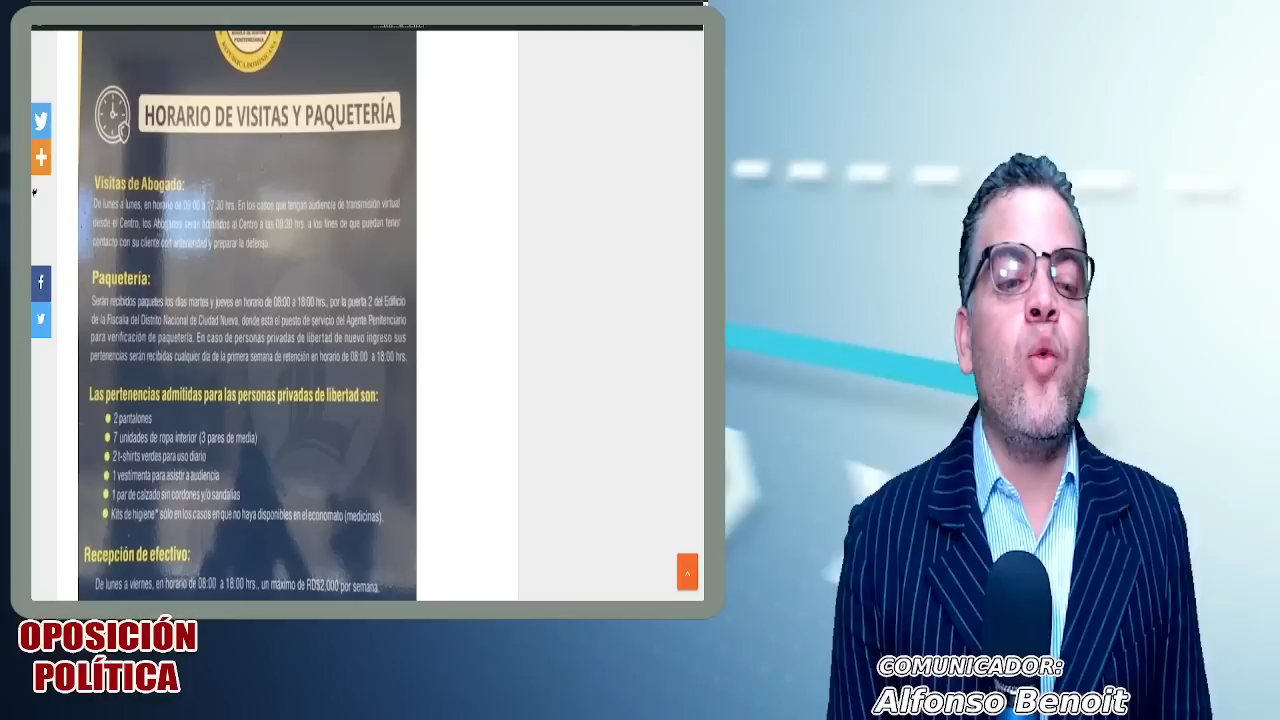 REPÚBLICA DOMINICANA
HORARIO DE VISITAS Y PAQUETERÍA
Visitas de Abogado:
De lunes a lunes, en horario de 09:00 a 17:30 hrs. En los casos que tengan audiencia de transmisión virtual
desde el Centro, los Abogados serán admitidos al Centro a las 08:30 hrs. a los fines de que puedan tener
contacto con su cliente con anterioridad y preparar la defensa.
Paquetería:
Serán recibidos paquetes los días martes y jueves en horario de 08:00 a 18:00 hrs., por la puerta 2 del Edificio
de la Fiscalía del Distrito Nacional de Ciudad Nueva, donde está el puesto de servicio del Agente Penitenciario
para verificación de paquetería. En caso de personas privadas de libertad de nuevo ingreso sus
pertenencias serán recibidas cualquier día de la primera semana de retención en horario de 08:00 a 18:00 hrs.
Las pertenencias admitidas para las personas privadas de libertad son:
2 pantalones
7 unidades de ropa interior (3 pares de media)
2 t-shirts verdes para uso diario
1 vestimenta para asistir a audiencia
1 par de calzado sin cordones y/o sandalias
Kits de higiene* sólo en los casos en que no haya disponibles en el economato (medicinas).
Recepción de efectivo:
De lunes a viernes, en horario de 08:00 a 18:00 hrs., un máximo de RD$2,000 por semana.
OPOSICIÓN
POLÍTICA
COMUNICADOR:
Alfonso Benoit